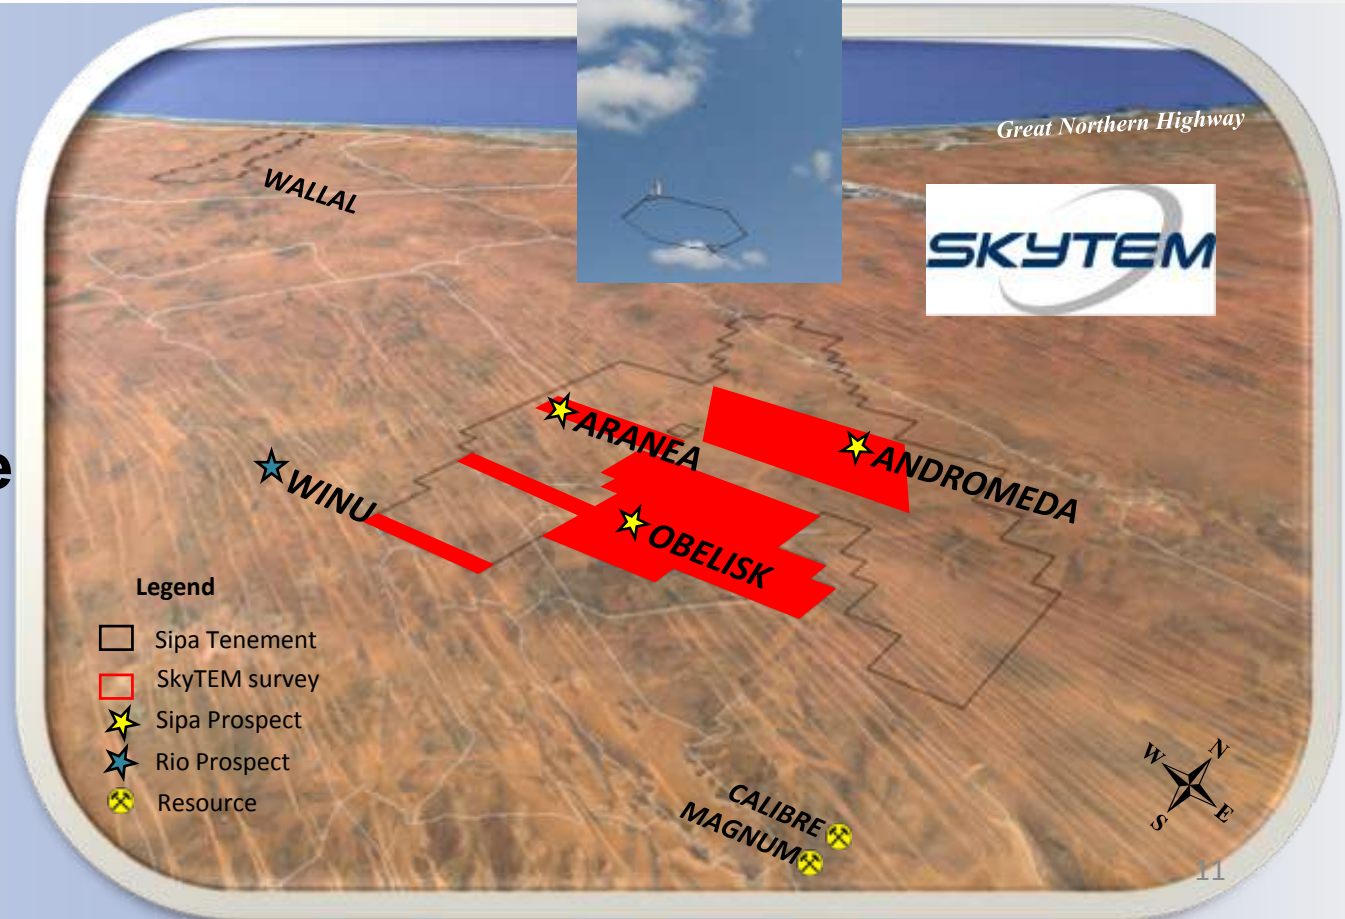 Great Northern Highway
WALLAL
SKYTEM
ARANEA
ANDROMEDA
e
WINU
OBELISK
Legend
Sipa Tenement
SkyTEM survey
Sipa Prospect
Rio Prospect
Resource
N
W
E
S
CALIBRE
MAGNUM
11